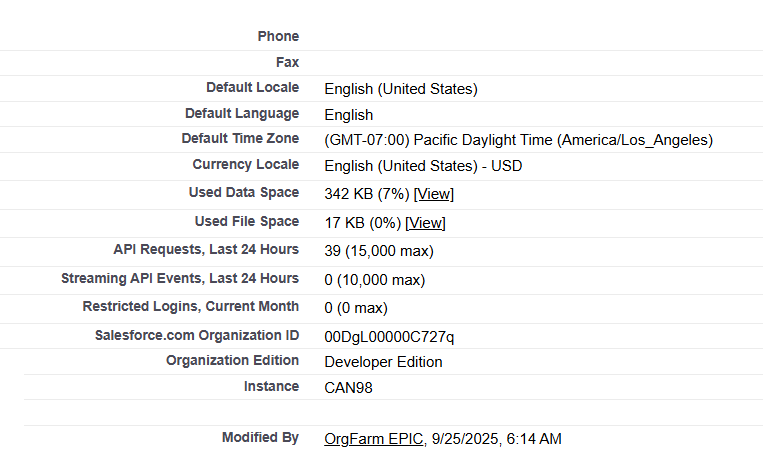 Phone
Fax
Default Locale English (United States)
Default Language English
Default Time Zone (GMT-07:00) Pacific Daylight Time (America/Los_Angeles)
Currency Locale English (United States) - USD
Used Data Space 342 KB (7%) [View]
Used File Space 17 KB (0%) [View]
API Requests, Last 24 Hours 39 (15,000 max)
Streaming API Events, Last 24 Hours 0 (10,000 max)
Restricted Logins, Current Month 0 (0 max)
Salesforce.com Organization ID 00DgL00000C727q
Organization Edition Developer Edition
Instance CAN98
Modified By OrgFarm EPIC, 9/25/2025, 6:14 AM